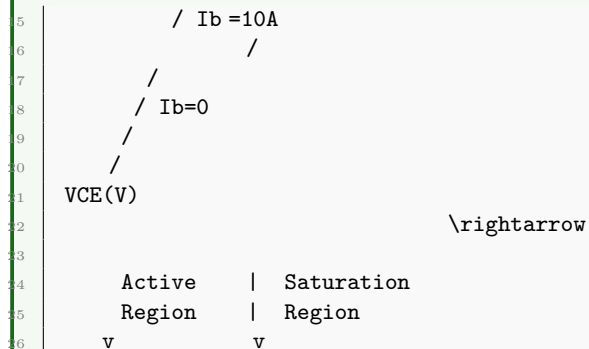 15 / Ib =10A
16 /
17 /
18 / Ib=0
19 /
20 /
21 VCE(V)
22 \rightarrow
23
24 Active | Saturation
25 Region | Region
26 v v